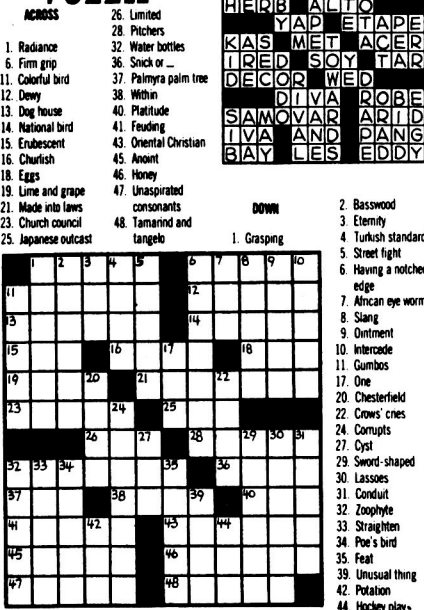 ACROSS
1. Radiance
6. Firm grip
11. Colorful bird
12. Dewy
13. Dog house
14. National bird
15. Erubescent
16. Churlish
18. Eggs
19. Lime and grape
21. Made into laws
23. Church council
25. Japanese outcast
26. Limited
28. Pitchers
32. Water bottles
36. Snick or _
37. Palmyra palm tree
38. Within
40. Platitude
41. Feuding
43. Oriental Christian
45. Anoint
46. Honey
47. Unaspirated
consonants
48. Tamarind and
tangelo
HERB ALTO
YAP ETAPE
KAS MET ACER
IRED SOY TAR
DECOR WED
DIVA ROBE
SAMOVAR ARID
IVA AND PANG
BAY LES EDDY
DOWN
1. Grasping
2. Basswood
3. Eternity
4. Turkish standard
5. Street fight
6. Having a notched
edge
7. African eye worm
8. Slang
9. Ointment
10. Intercede
11. Gumbos
17. One
20. Chesterfield
22. Crows' cries
24. Corrupts
27. Cyst
29. Sword-shaped
30. Lassoes
31. Conduit
32. Zoophyte
33. Straighten
34. Poe's bird
35. Feat
39. Unusual thing
42. Potation
44. Hockey play
1 2 3 4 5 6 7 8 9 10
11 12
13 14
15 16 17 18
19 20 21 22
23 24 25
26 27 28 29 30 31
32 33 34 35 36
37 38 39 40
41 42 43 44
45 46
47 48